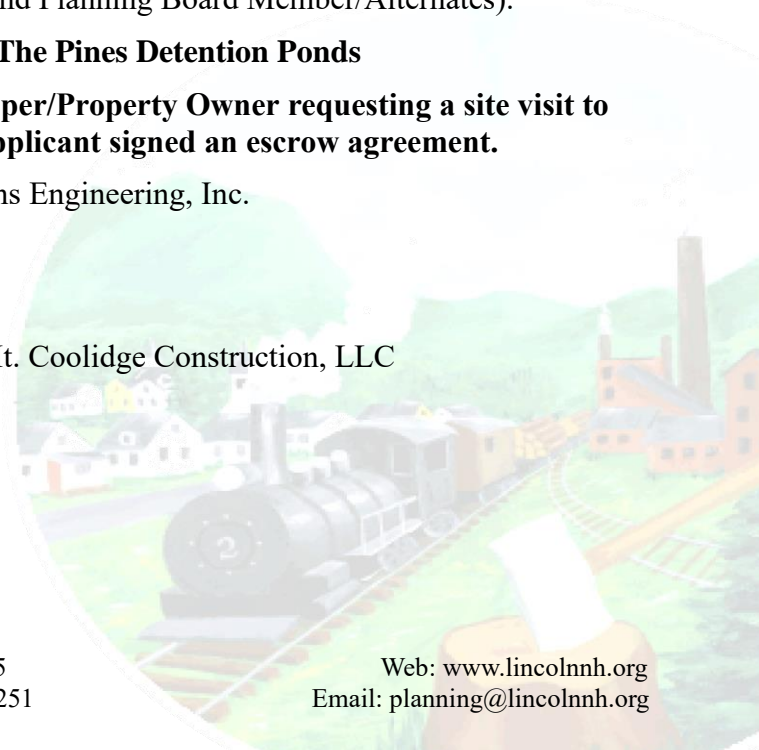 Planning Board Member/Alternates).
The Pines Detention Ponds
per/Property Owner requesting a site visit to
pplicant signed an escrow agreement.
ns Engineering, Inc.
t. Coolidge Construction, LLC
2
5
Web: www.lincolnnh.org
251
Email: planning@lincolnnh.org